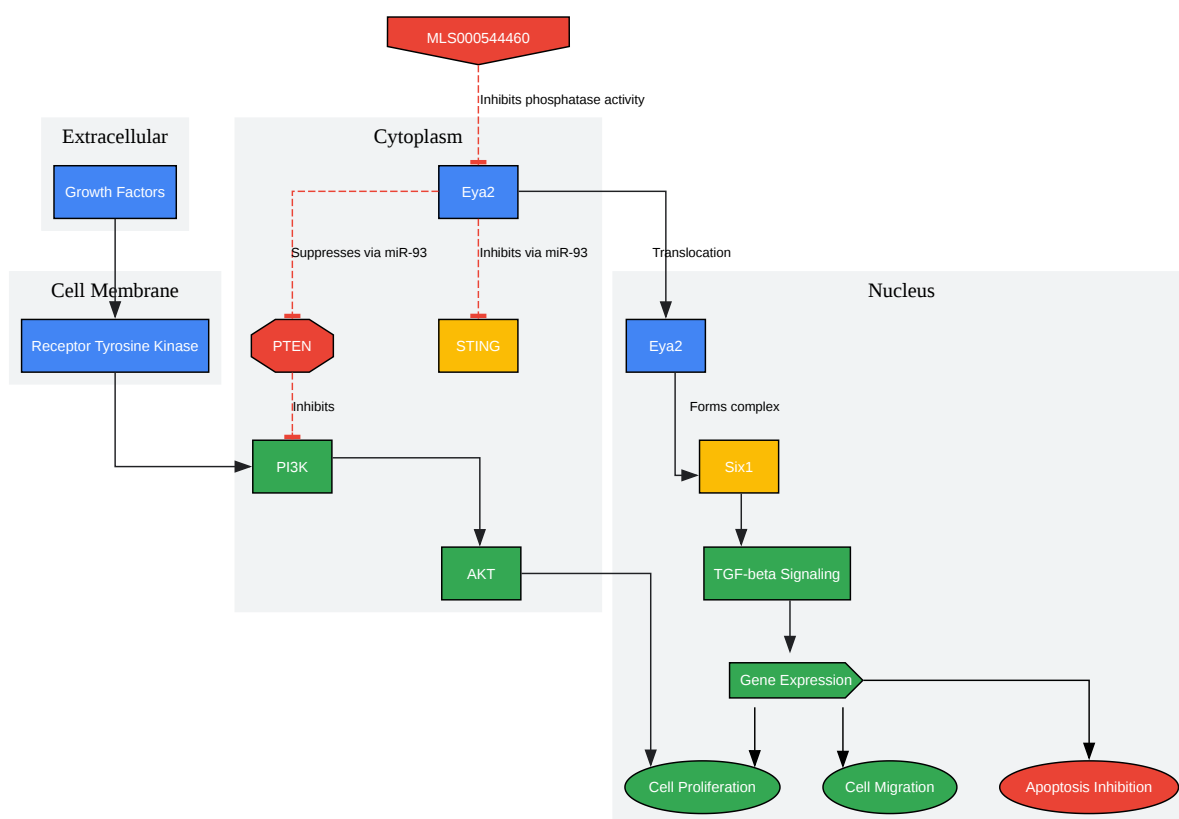 MLS000544460
Inhibits phosphatase activity
Extracellular
Cytoplasm
Growth Factors
Eya2
Suppresses via miR-93
Inhibits via miR-93
Translocation
Cell Membrane
Nucleus
Receptor Tyrosine Kinase
PTEN
STING
Eya2
Inhibits
Forms complex
PI3K
Six1
AKT
TGF-beta Signaling
Gene Expression
Cell Proliferation
Cell Migration
Apoptosis Inhibition